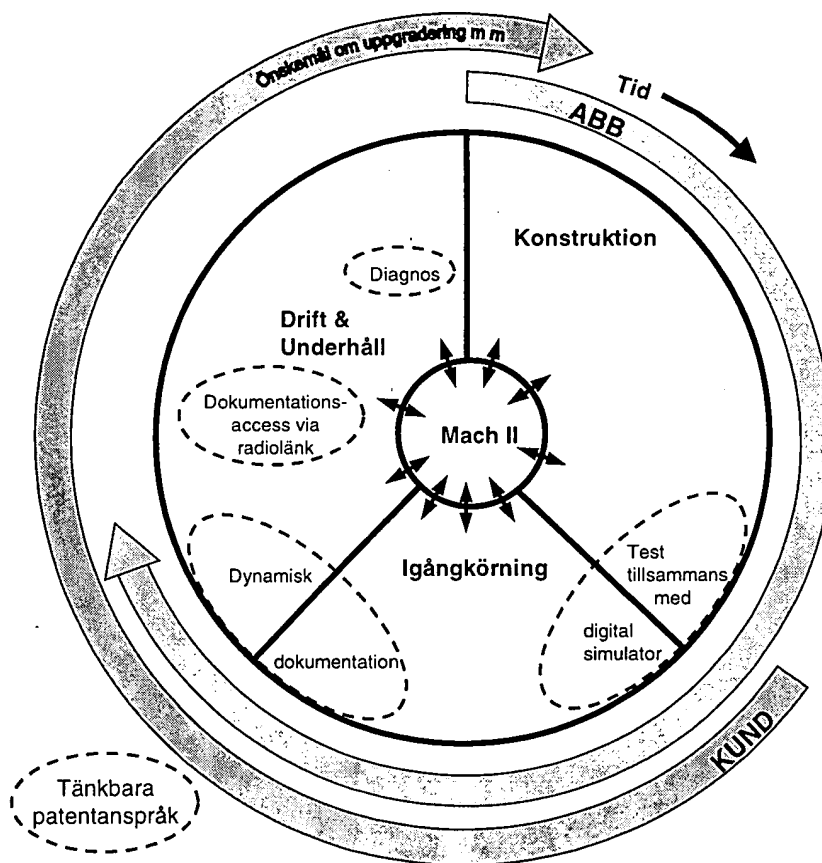 Önskemål om uppgradering m m
Tid
ABB
Konstruktion
Diagnos
Drift &
Underhåll
Dokumentations-
access via
radiolänk
Mach II
Igångkörning
Test
tillsammans
med
digital
simulator
Dynamisk
dokumentation
KUND
Tänkbara
patentanspråk